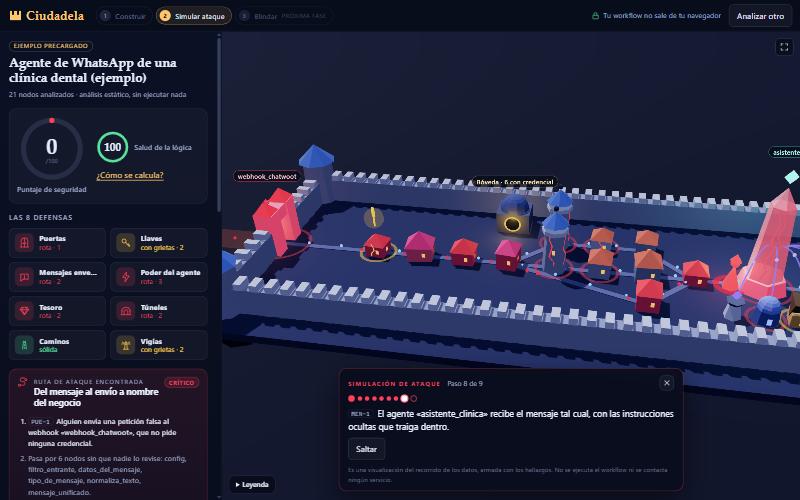 Ciudadela
1 Construir
2 Simular ataque
3 Blindar PRÓXIMA FASE
Tu workflow no sale de tu navegador
Analizar otro
EJEMPLO PRECARGADO
Agente de WhatsApp de una
clínica dental (ejemplo)
21 nodos analizados · análisis estático, sin ejecutar nada
0
/100
Puntaje de seguridad
100
Salud de la lógica
¿Cómo se calcula?
LAS 8 DEFENSAS
Puertas
rota · 1
Llaves
con grietas · 2
Mensajes enve...
rota · 2
Poder del agente
rota · 3
Tesoro
rota · 2
Túneles
rota · 2
Caminos
sólida
Vigías
con grietas · 2
RUTA DE ATAQUE ENCONTRADA
CRÍTICO
Del mensaje al envío a nombre
del negocio
1. PUE-1 Alguien envía una petición falsa al
webhook «webhook_chatwoot», que no pide
ninguna credencial.
2. Pasa por 6 nodos sin que nadie lo revise: config,
filtro_entrante, datos_del_mensaje,
tipo_de_mensaje, normaliza_texto,
mensaje_unificado.
webhook_chatwoot
Bóveda · 6 con credencial
asistente
SIMULACIÓN DE ATAQUE Paso 8 de 9
MEN-1 El agente «asistente_clinica» recibe el mensaje tal cual, con las instrucciones
ocultas que traiga dentro.
Saltar
Es una visualización del recorrido de los datos, armada con los hallazgos. No se ejecuta el workflow ni se contacta
ningún servicio.
Leyenda